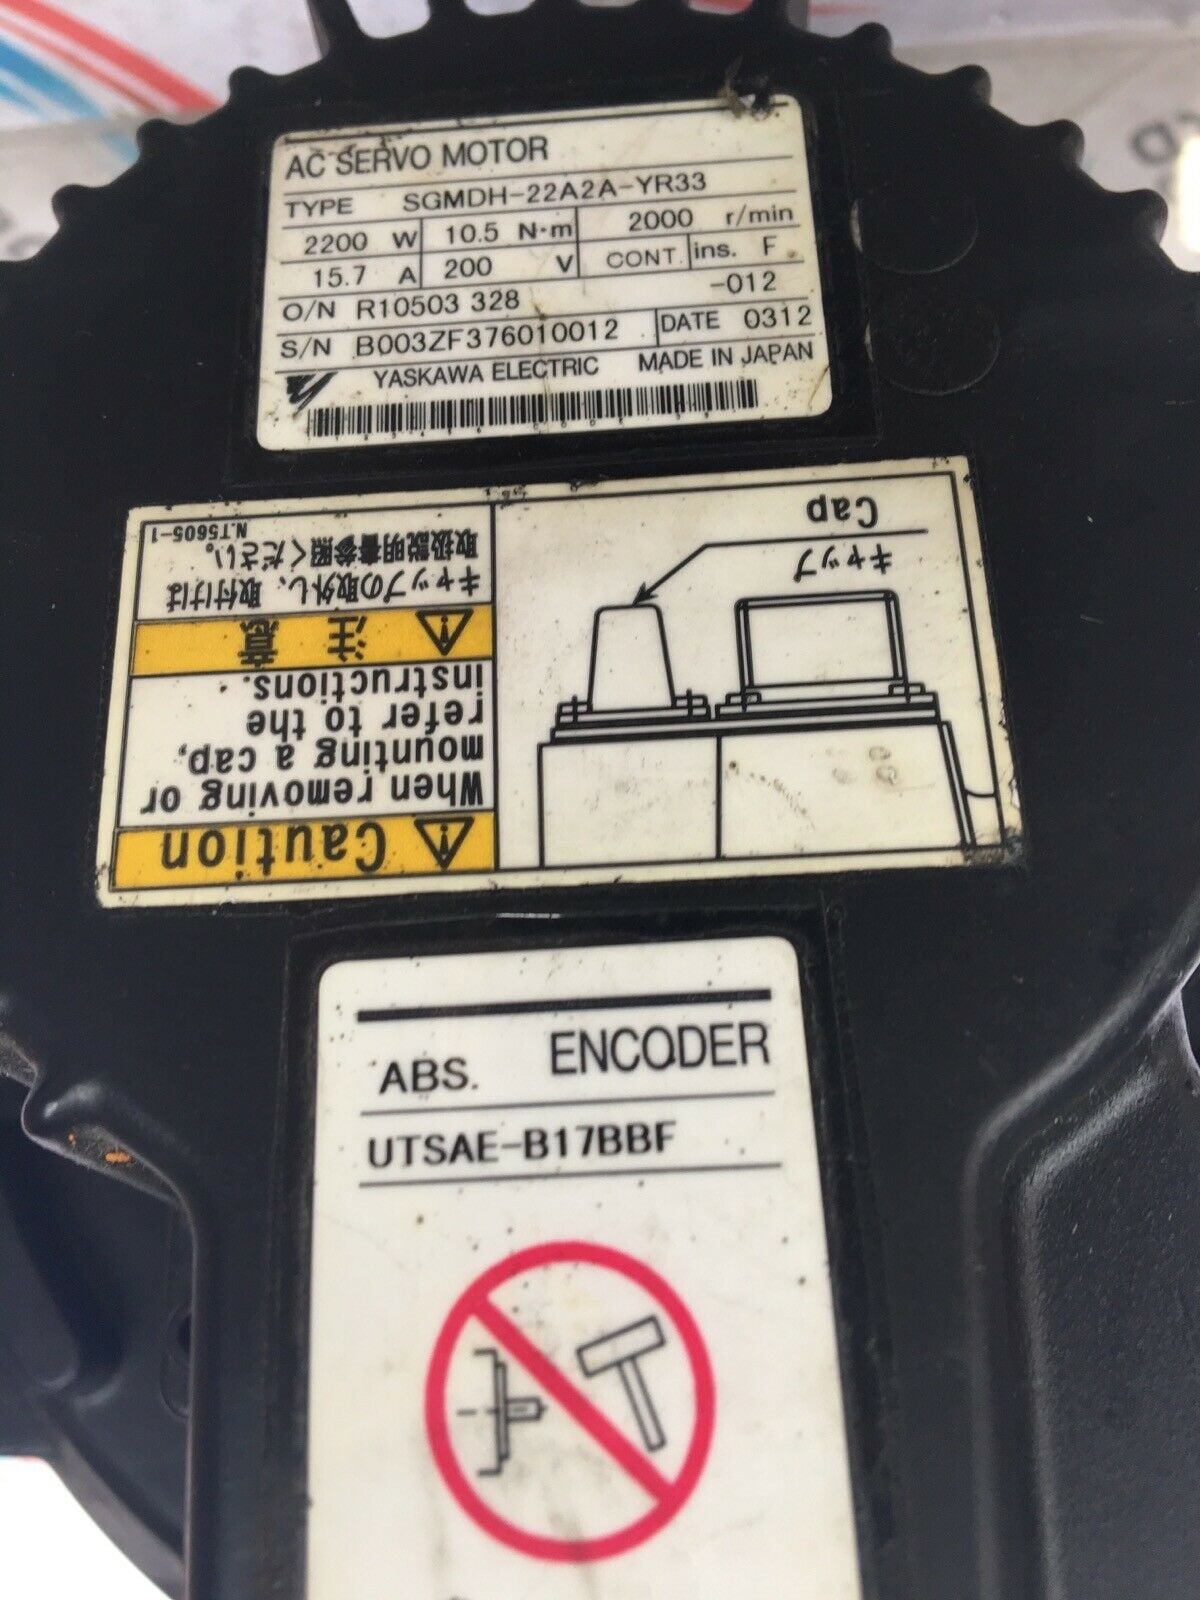 AC SERVO MOTOR
TYPE SGMDH-22A2A-YR33
2200 W 10.5 N·m 2000 r/min
15.7 A 200 V CONT. ins. F
O/N R10503 328 -012
S/N B003ZF376010012 DATE 0312
YASKAWA ELECTRIC MADE IN JAPAN
Caution
When removing or
mounting a cap,
refer to the
instructions.
注意
キャップの取外し、取付けは
取扱説明書参照ください。
N.T5605-1
キャップ
Cap
ABS. ENCODER
UTSAE-B17BBF